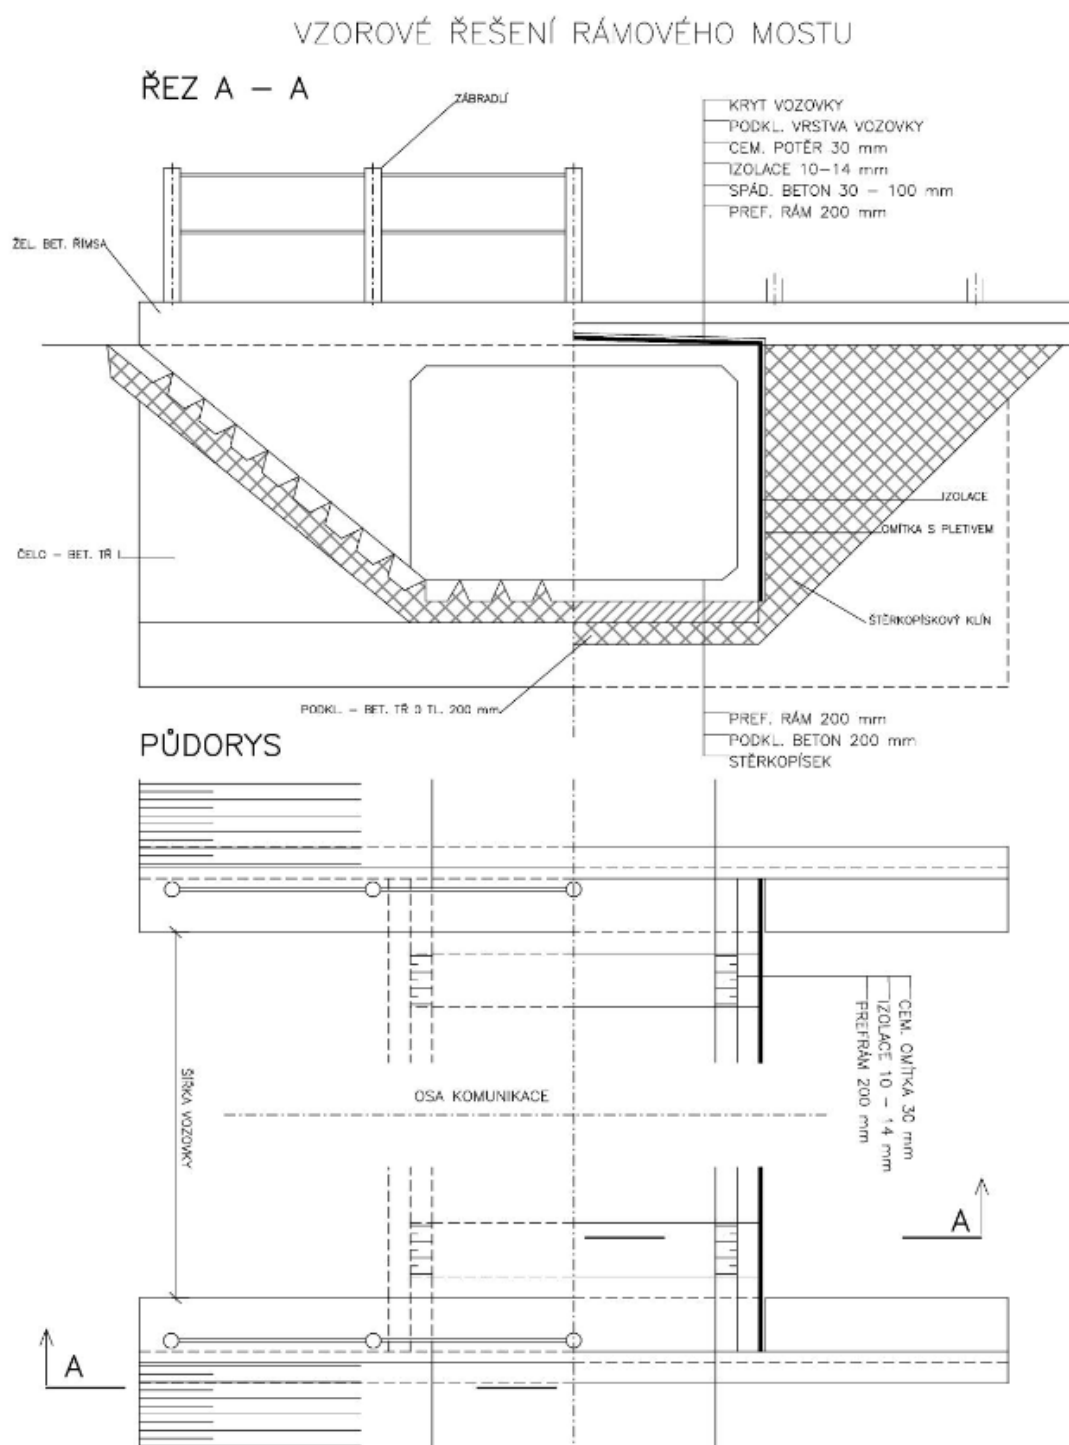 VZOROVÉ ŘEŠENÍ RÁMOVÉHO MOSTU
ŘEZ A – A
ZÁBRADLÍ
KRYT VOZOVKY
PODKL. VRSTVA VOZOVKY
CEM. POTĚR 30 mm
IZOLACE 10–14 mm
SPÁD. BETON 30 – 100 mm
PREF. RÁM 200 mm
ŽEL. BET. ŘÍMSA
IZOLACE
OMÍTKA S PLETIVEM
ČELO – BET. TŘ I
ŠTĚRKOPÍSKOVÝ KLÍN
PODKL. – BET. TŘ 0 TL. 200 mm
PREF. RÁM 200 mm
PODKL. BETON 200 mm
STĚRKOPÍSEK
PŮDORYS
CEM. OMÍTKA 30 mm
IZOLACE 10 – 14 mm
PREFRÁM 200 mm
ŠÍŘKA VOZOVKY
OSA KOMUNIKACE
A
A